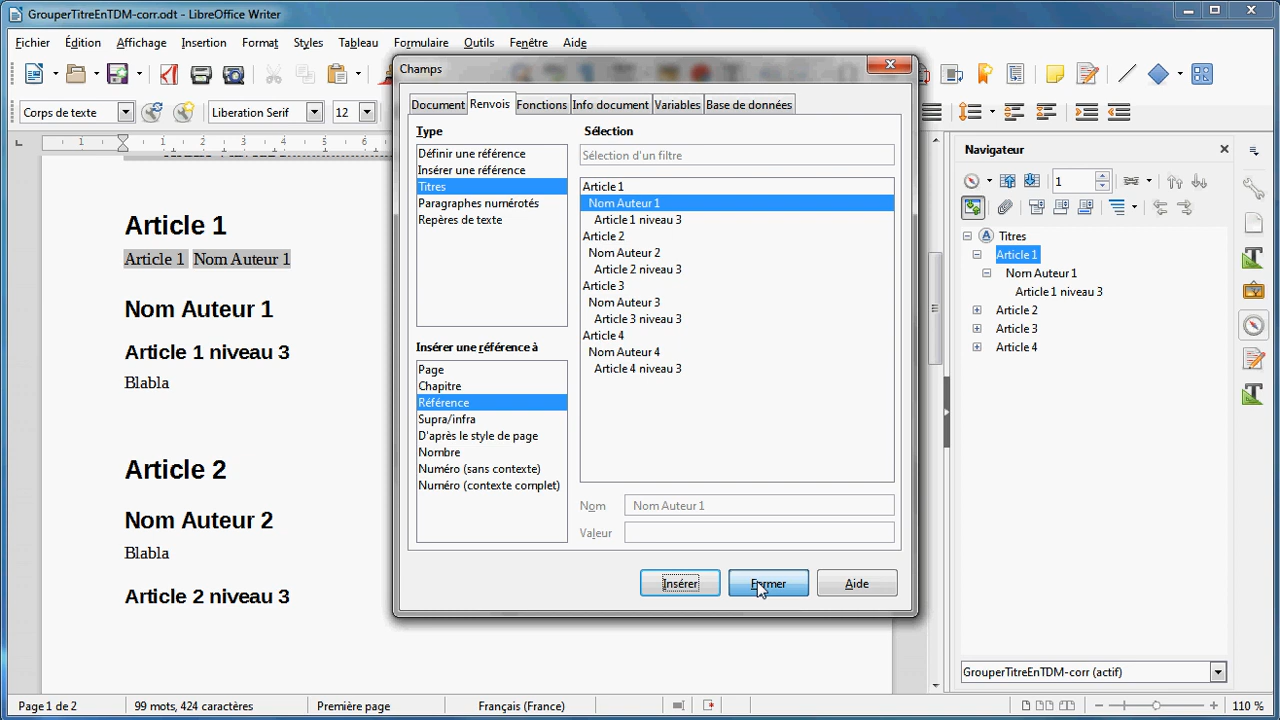 GrouperTitreEnTDM-corr.odt - LibreOffice Writer
Fichier Édition Affichage Insertion Format Styles Tableau Formulaire Outils Fenêtre Aide
Corps de texte Liberation Serif 12
1 1 2 3 4 5 6
Article 1
Article 1 Nom Auteur 1
Nom Auteur 1
Article 1 niveau 3
Blabla
Article 2
Nom Auteur 2
Blabla
Article 2 niveau 3
Champs
Document Renvois Fonctions Info document Variables Base de données
Type
Définir une référence
Insérer une référence
Titres
Paragraphes numérotés
Repères de texte
Insérer une référence à
Page
Chapitre
Référence
Supra/infra
D'après le style de page
Nombre
Numéro (sans contexte)
Numéro (contexte complet)
Sélection
Sélection d'un filtre
Article 1
Nom Auteur 1
Article 1 niveau 3
Article 2
Nom Auteur 2
Article 2 niveau 3
Article 3
Nom Auteur 3
Article 3 niveau 3
Article 4
Nom Auteur 4
Article 4 niveau 3
Nom Nom Auteur 1
Valeur
Insérer Fermer Aide
Navigateur
1
Titres
Article 1
Nom Auteur 1
Article 1 niveau 3
Article 2
Article 3
Article 4
GrouperTitreEnTDM-corr (actif)
Page 1 de 2 99 mots, 424 caractères Première page Français (France) 110 %